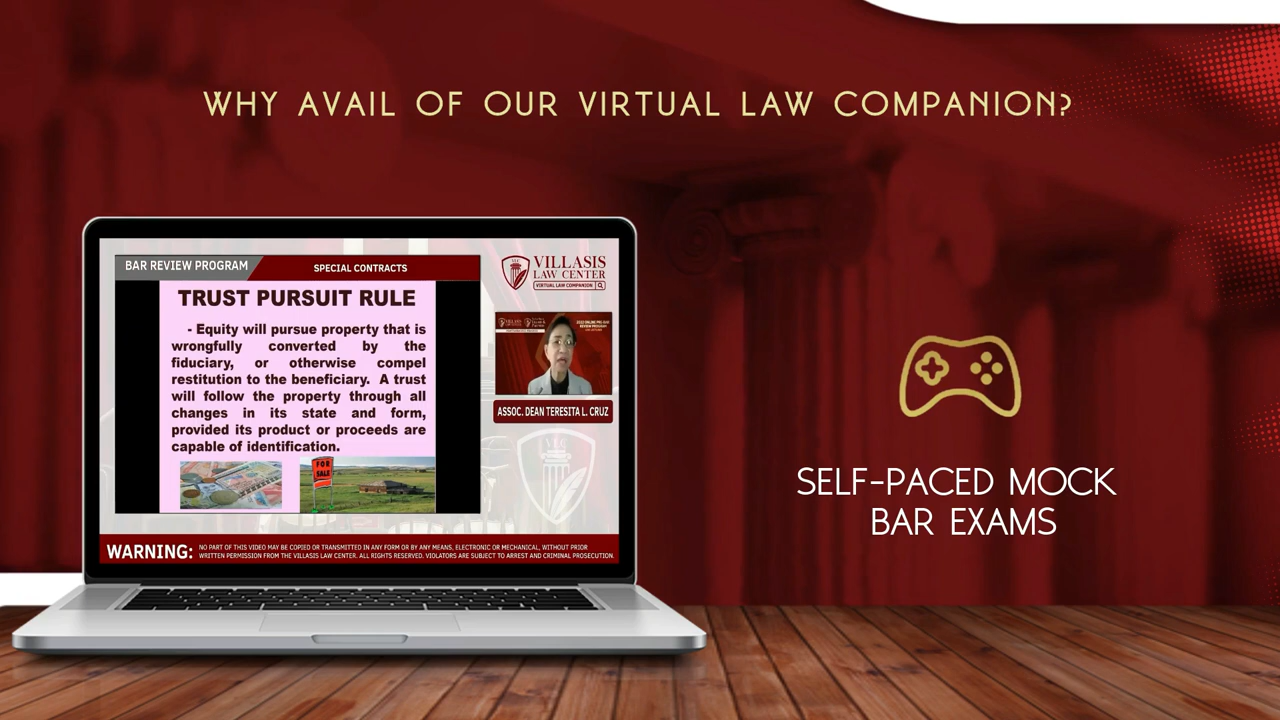 WHY AVAIL OF OUR VIRTUAL LAW COMPANION?
BAR REVIEW PROGRAM
SPECIAL CONTRACTS
TRUST PURSUIT RULE
- Equity will pursue property that is
wrongfully converted by the
fiduciary, or otherwise compel
restitution to the beneficiary. A trust
will follow the property through all
changes in its state and form,
provided its product or proceeds are
capable of identification.
FOR
SALE
VILLASIS
LAW CENTER
VIRTUAL LAW COMPANION
ASSOC. DEAN TERESITA L. CRUZ
WARNING:
NO PART OF THIS VIDEO MAY BE COPIED OR TRANSMITTED IN ANY FORM OR BY ANY MEANS, ELECTRONIC OR MECHANICAL, WITHOUT PRIOR
WRITTEN PERMISSION FROM THE VILLASIS LAW CENTER. ALL RIGHTS RESERVED. VIOLATORS ARE SUBJECT TO ARREST AND CRIMINAL PROSECUTION.
SELF-PACED MOCK
BAR EXAMS